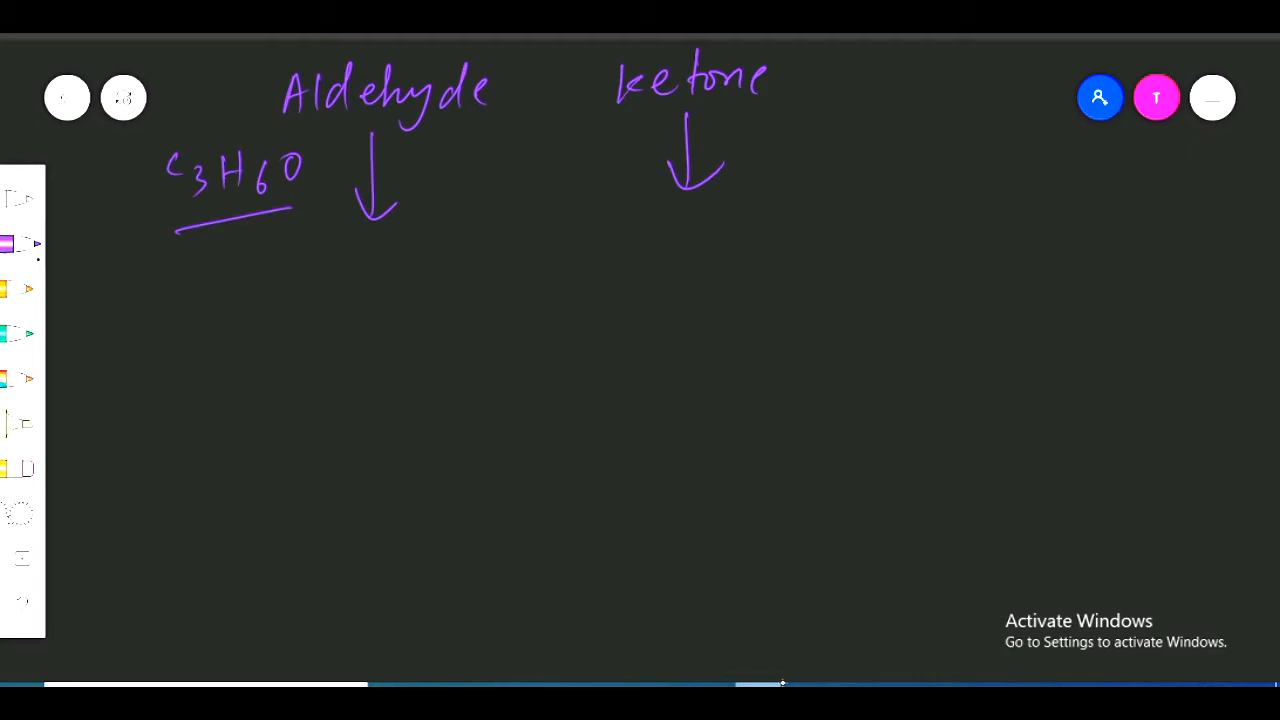 Aldehyde ketone
C3H6O
T
Activate Windows
Go to Settings to activate Windows.